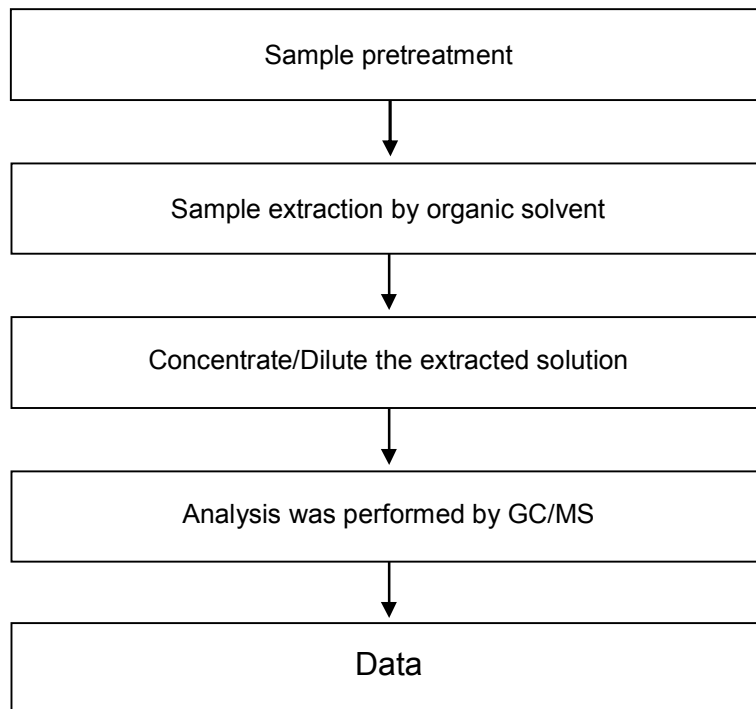 Sample pretreatment
Sample extraction by organic solvent
Concentrate/Dilute the extracted solution
Analysis was performed by GC/MS
Data